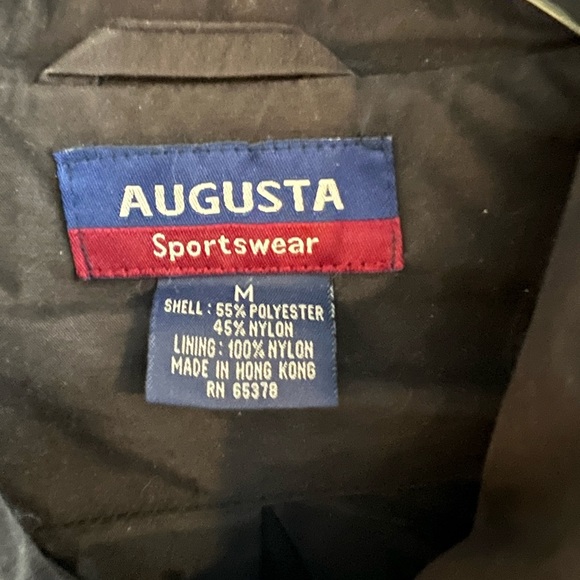 AUGUSTA
Sportswear
M
SHELL: 55% POLYESTER
45% NYLON
LINING: 100% NYLON
MADE IN HONG KONG
RN 65378